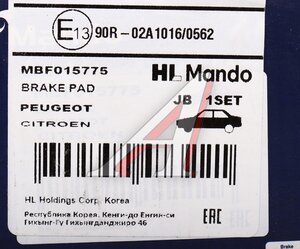 E13 90R-02A1016/0562
MBF015775
HL Mando
BRAKE PAD
JB 1SET
PEUGEOT
CITROEN
HL Holdings Corp, Korea
Республика Корея, Кенги-до Енгин-си
Гихынг-Гу Гихынгданджиро 46
EAC
Brake